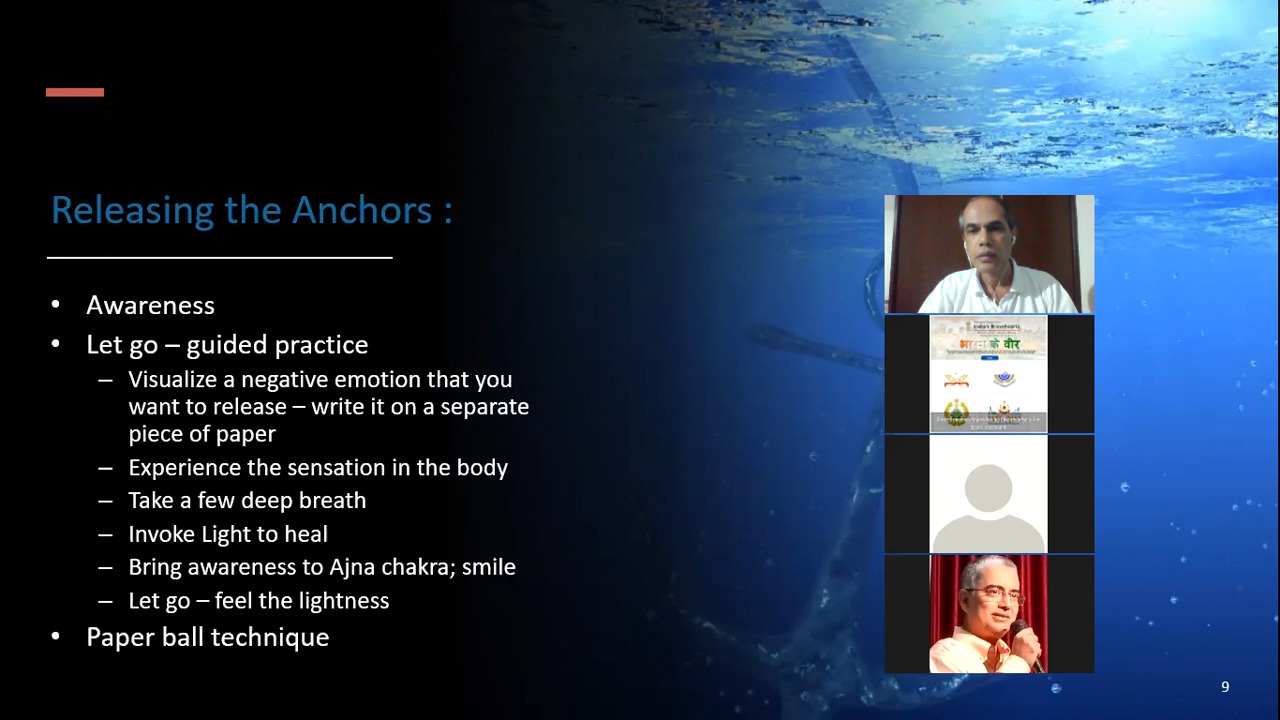 Releasing the Anchors :
• Awareness
• Let go – guided practice
– Visualize a negative emotion that you
want to release – write it on a separate
piece of paper
– Experience the sensation in the body
– Take a few deep breath
– Invoke Light to heal
– Bring awareness to Ajna chakra; smile
– Let go – feel the lightness
• Paper ball technique
भारत के वीर
9